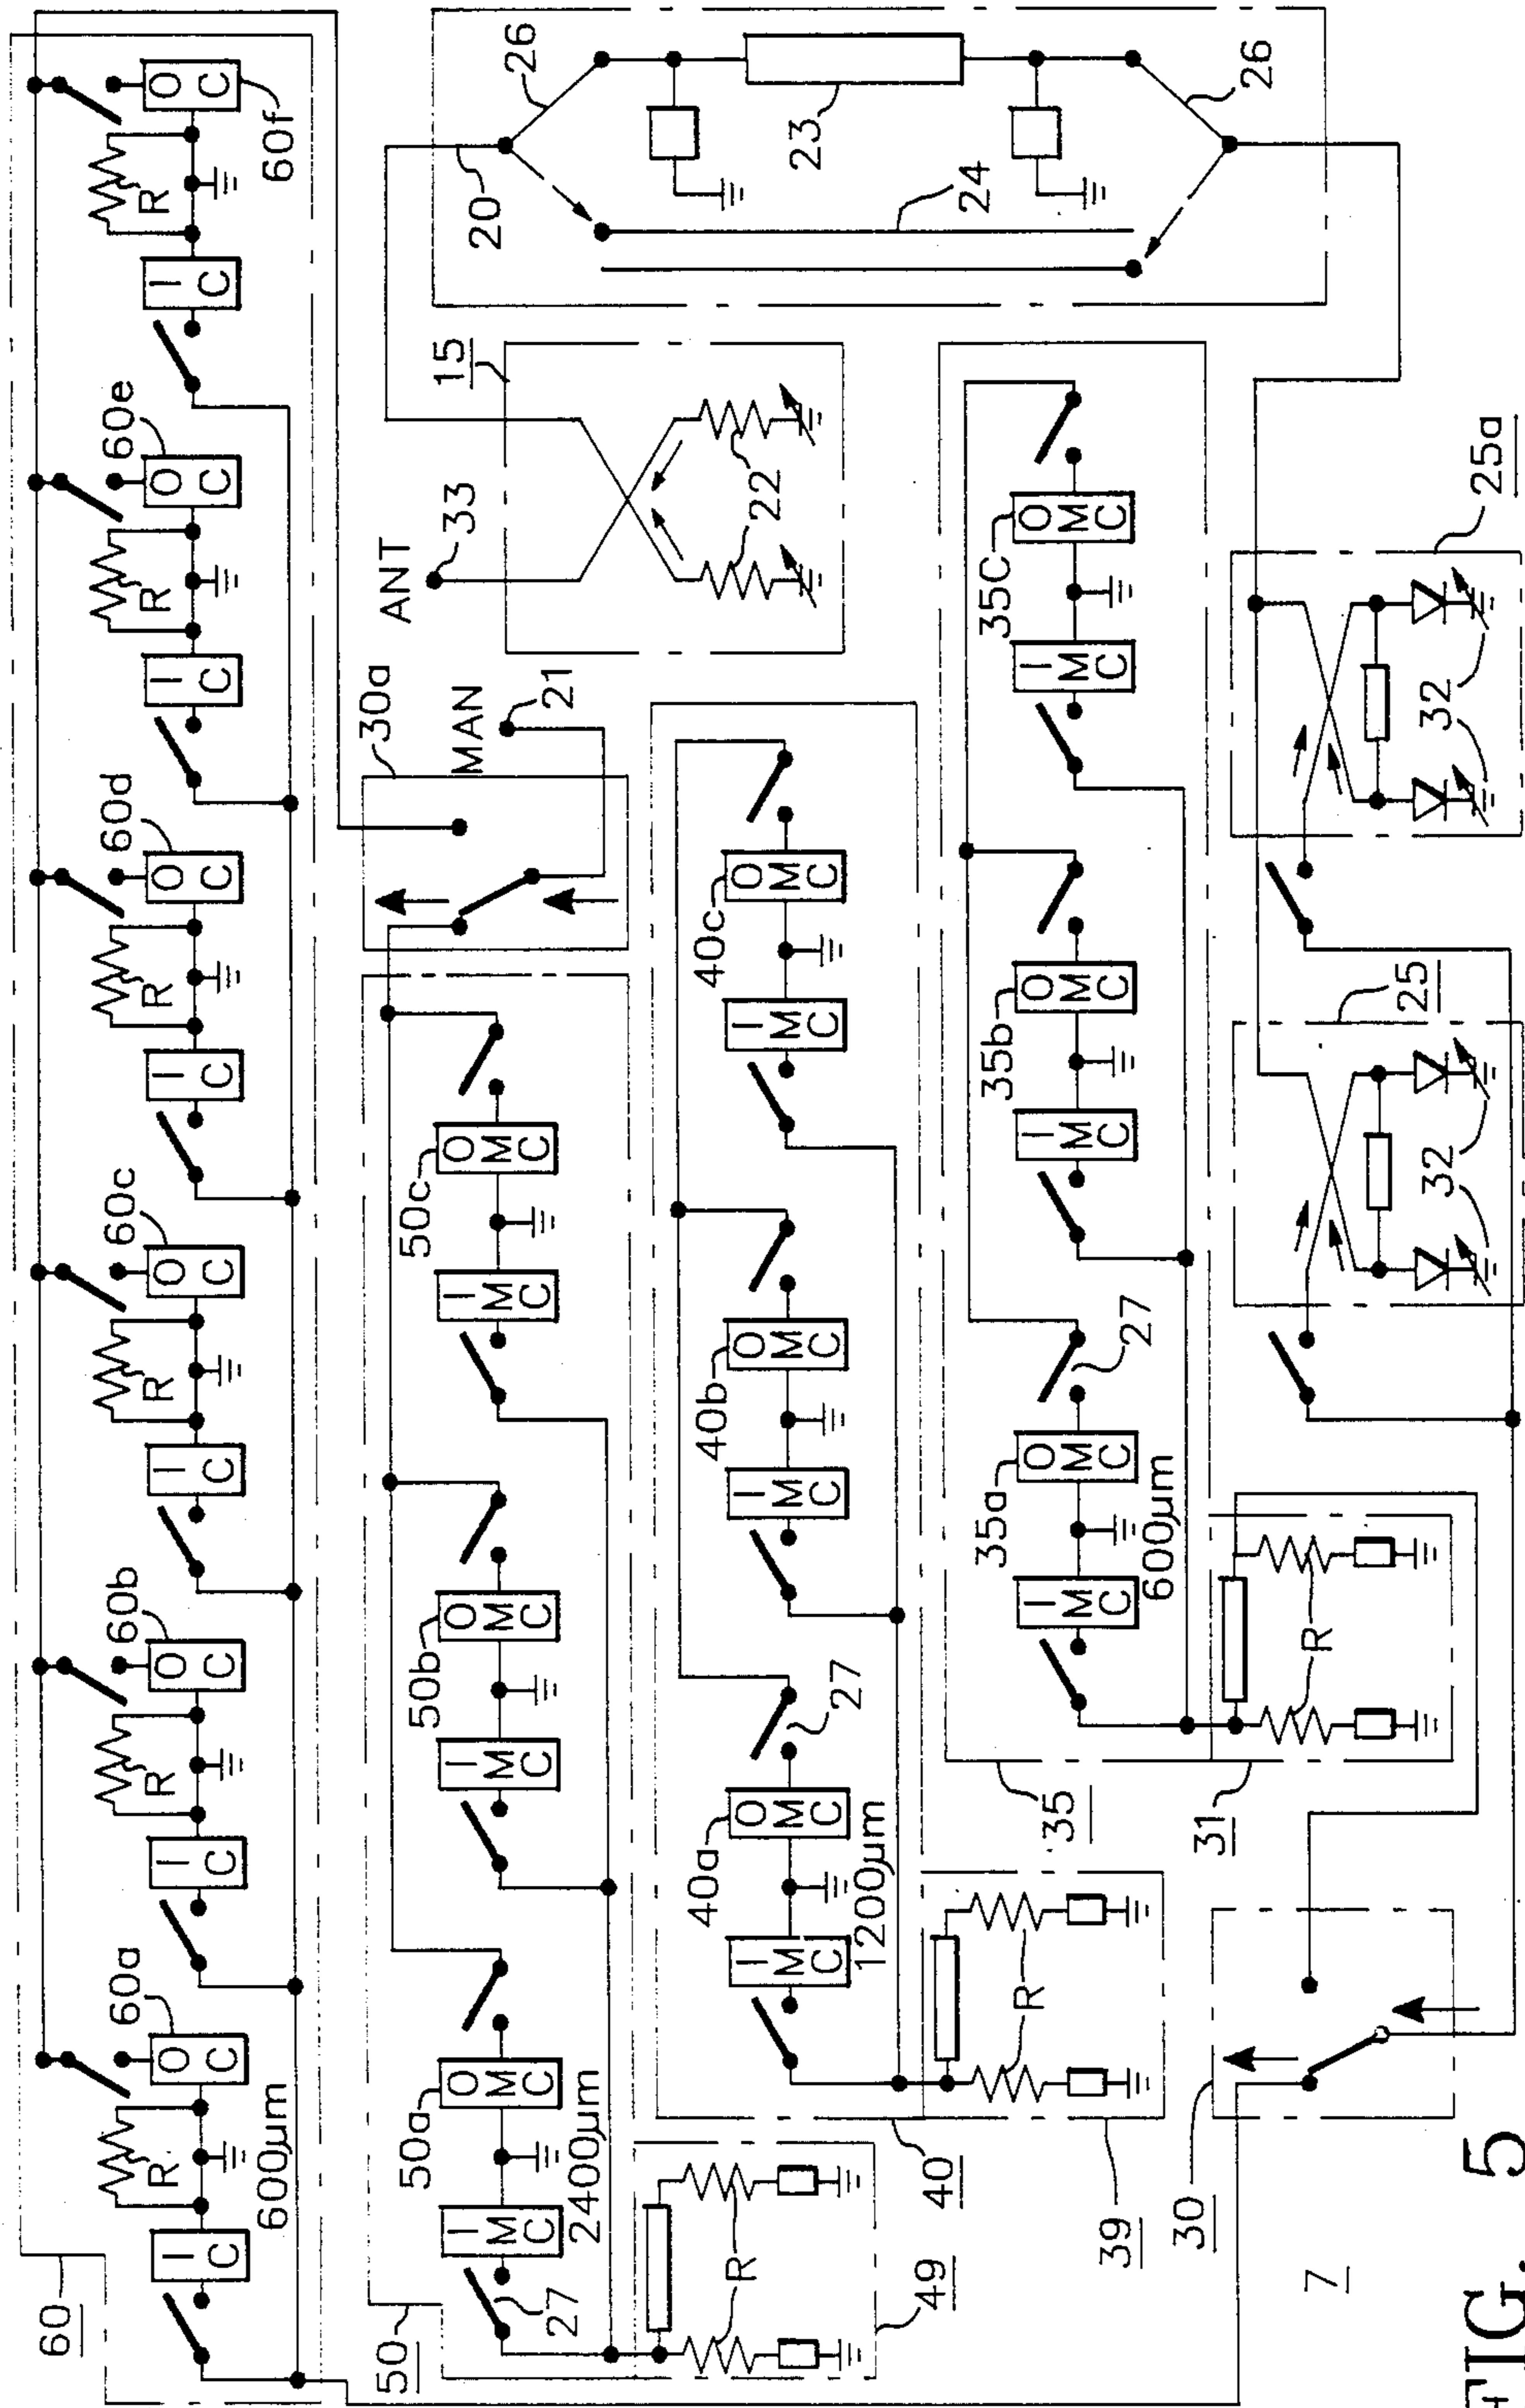 60
60a
60b
60c
60d
60e
60f
R
R
R
R
R
R
I C
O C
I C
O C
I C
O C
I C
O C
I C
O C
I C
O C
600μm
50
50a
50b
50c
I M C
O M C
I M C
O M C
I M C
O M C
2400μm
27
30a
MAN
21
ANT
33
15
22
20
26
23
24
26
49
R
40
40a
40b
40c
I M C
O M C
I M C
O M C
I M C
O M C
1200μm
27
39
R
35
35a
35b
35C
I M C
O M C
I M C
O M C
I M C
O M C
600μm
27
31
R
30
25
32
25a
32
7
FIG. 5